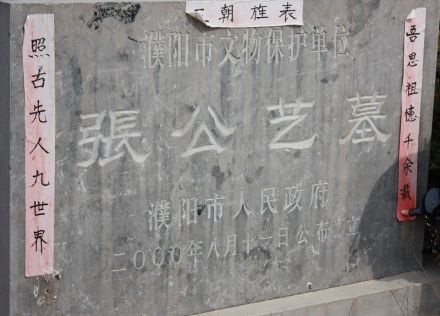 三朝旌表
吾思祖德千余载
照古先人九世界
濮阳市文物保护单位
張公艺墓
濮阳市人民政府
二000年八月十一日公布 立